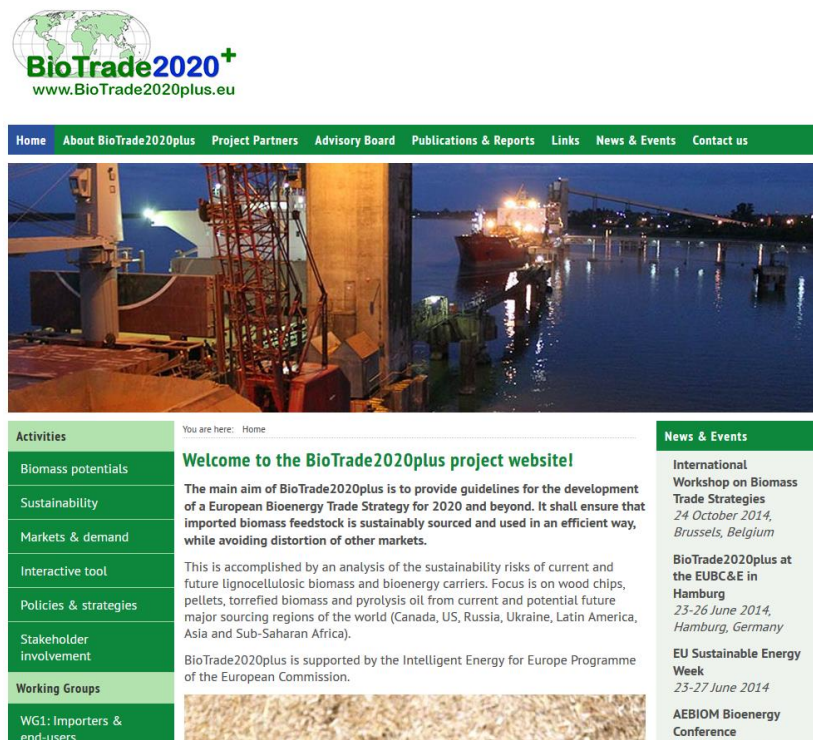 BioTrade2020+
www.BioTrade2020plus.eu
Home About BioTrade2020plus Project Partners Advisory Board Publications & Reports Links News & Events Contact us
Activities
Biomass potentials
Sustainability
Markets & demand
Interactive tool
Policies & strategies
Stakeholder
involvement
Working Groups
WG1: Importers &
end-users
You are here: Home
Welcome to the BioTrade2020plus project website!
The main aim of BioTrade2020plus is to provide guidelines for the development
of a European Bioenergy Trade Strategy for 2020 and beyond. It shall ensure that
imported biomass feedstock is sustainably sourced and used in an efficient way,
while avoiding distortion of other markets.
This is accomplished by an analysis of the sustainability risks of current and
future lignocellulosic biomass and bioenergy carriers. Focus is on wood chips,
pellets, torrefied biomass and pyrolysis oil from current and potential future
major sourcing regions of the world (Canada, US, Russia, Ukraine, Latin America,
Asia and Sub-Saharan Africa).
BioTrade2020plus is supported by the Intelligent Energy for Europe Programme
of the European Commission.
News & Events
International
Workshop on Biomass
Trade Strategies
24 October 2014,
Brussels, Belgium
BioTrade2020plus at
the EUBC&E in
Hamburg
23-26 June 2014,
Hamburg, Germany
EU Sustainable Energy
Week
23-27 June 2014
AEBIOM Bioenergy
Conference